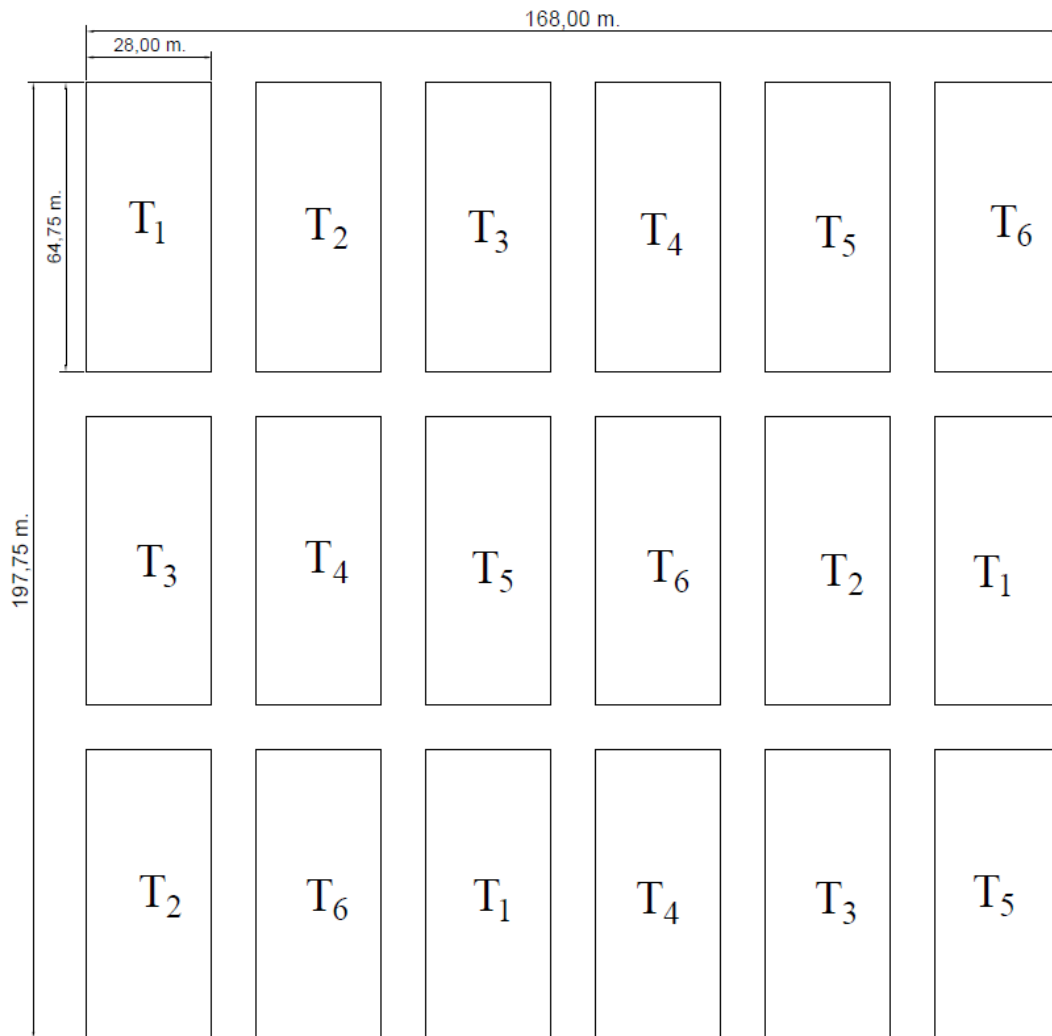 168,00 m.
28,00 m.
64,75 m.
197,75 m.
T₁ T₂ T₃ T₄ T₅ T₆
T₃ T₄ T₅ T₆ T₂ T₁
T₂ T₆ T₁ T₄ T₃ T₅